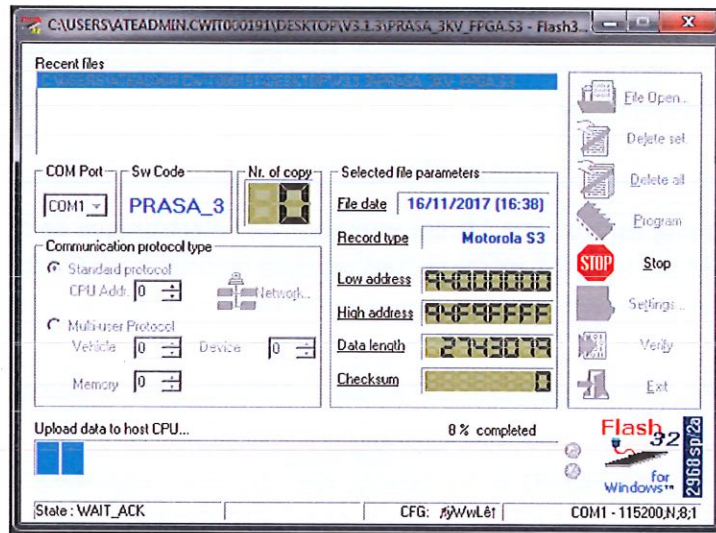 C:\USERS\ATEADMIN.CWIT000191\DESKTOP\V3.1.3\PRASA_3KV_FPGA.S3 - Flash3...
Recent files
File Open...
Delete sel.
Delete all
Program
Stop
Settings...
Verify
Exit
COM Port
COM1
Sw Code
PRASA_3
Nr. of copy
0
Selected file parameters
File date 16/11/2017 (16:38)
Record type Motorola S3
Low address 94000000
High address 94F9FFFF
Data length 2743079
Checksum 0
Communication protocol type
Standard protocol
CPU Addr. 0
Network...
Multi-user Protocol
Vehicle 0 Device 0
Memory 0
STOP
Upload data to host CPU...
8 % completed
Flash
32
for
Windows™
2968 sp/2a
State : WAIT_ACK
CFG:
COM1 - 115200,N,8,1